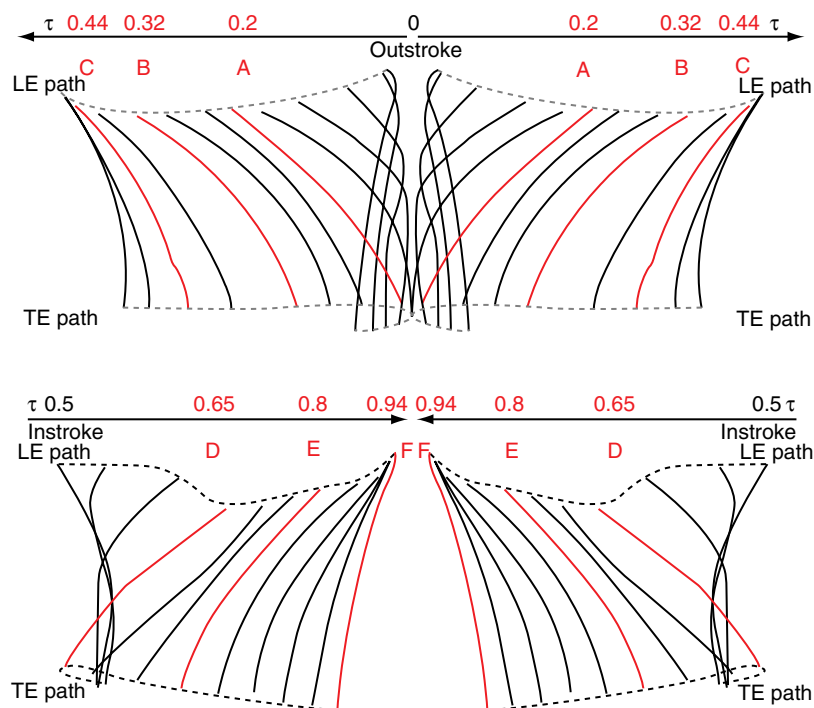 τ 0.44 0.32 0.2 0 0.2 0.32 0.44 τ
Outstroke
C B A A B C
LE path LE path
TE path TE path
τ 0.5 0.65 0.8 0.94 0.94 0.8 0.65 0.5 τ
Instroke Instroke
LE path D E F F E D LE path
TE path TE path